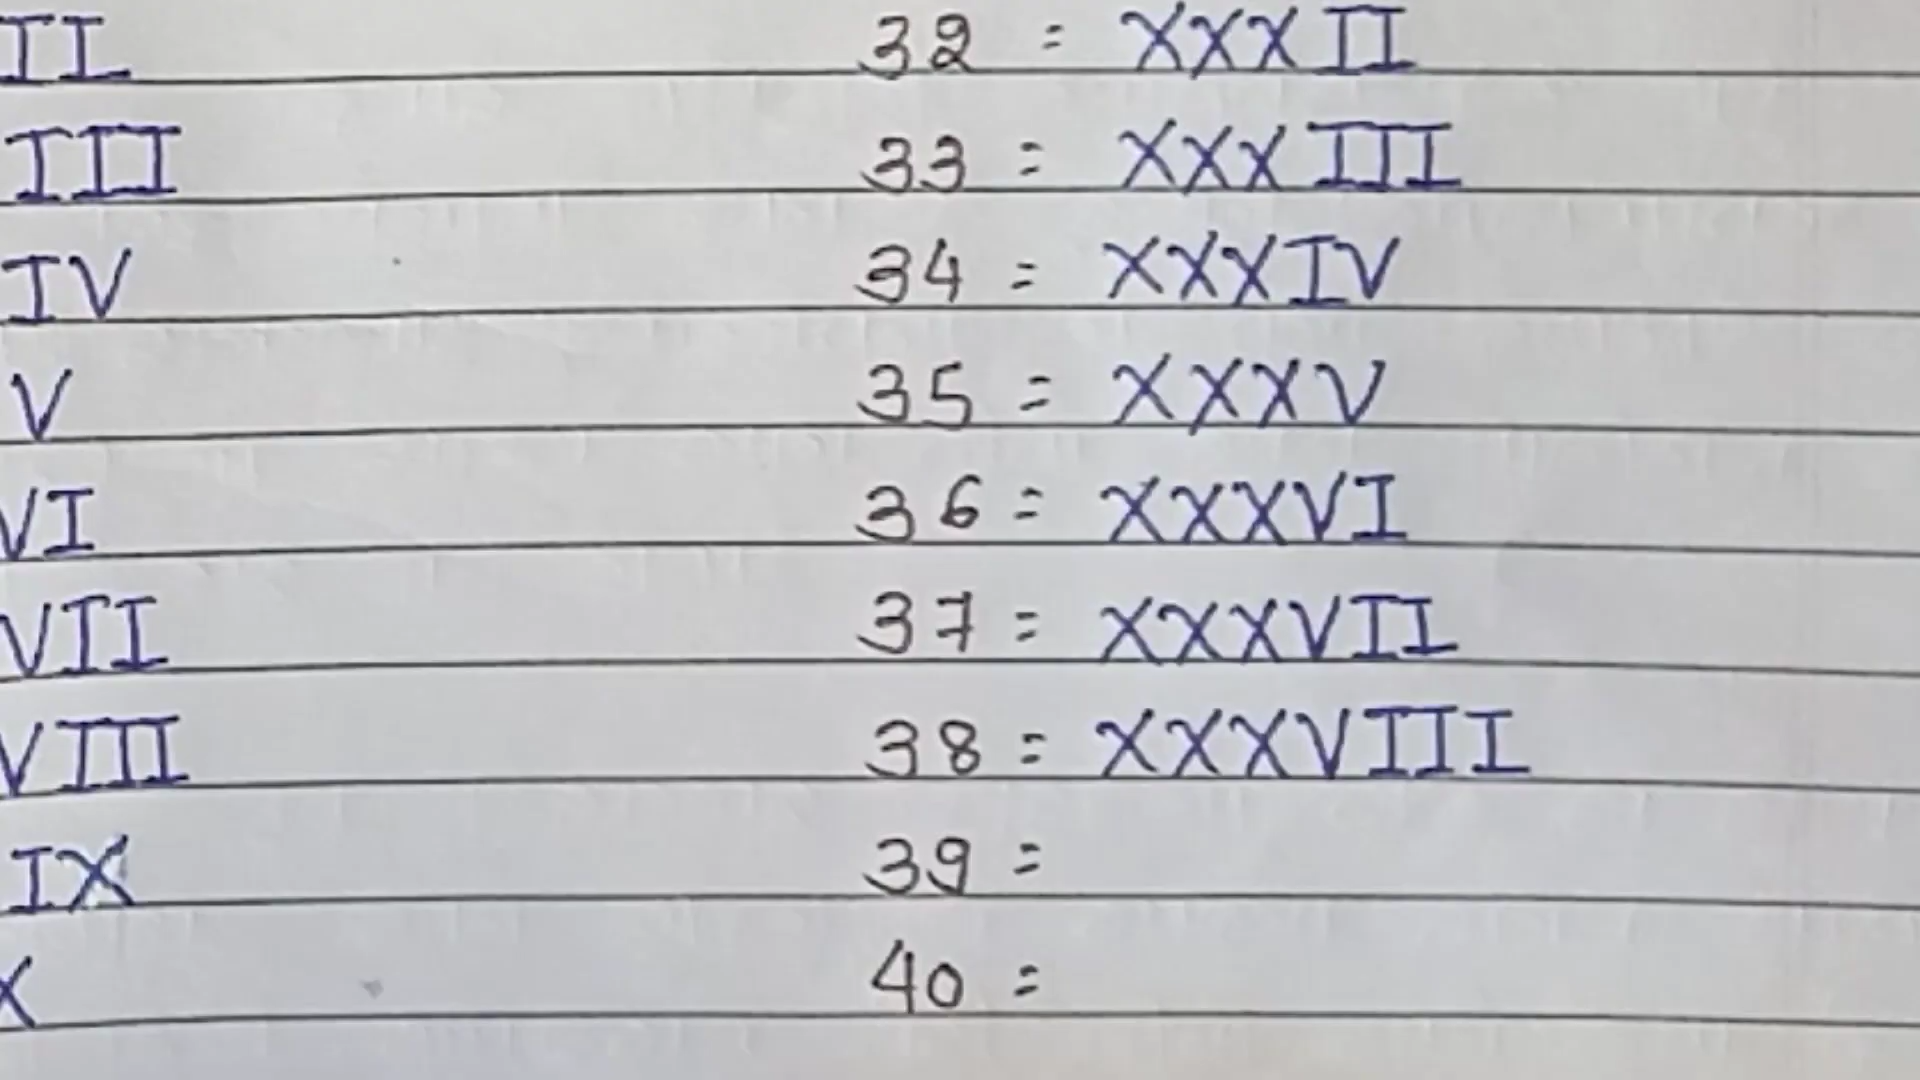 II 32 = XXXII
III 33 = XXXIII
IV 34 = XXXIV
V 35 = XXXV
VI 36 = XXXVI
VII 37 = XXXVII
VIII 38 = XXXVIII
IX 39 =
X 40 =